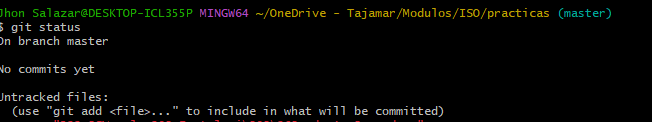 Jhon Salazar@DESKTOP-ICL355P MINGW64 ~/OneDrive - Tajamar/Modulos/ISO/practicas (master)
$ git status
On branch master
No commits yet
Untracked files:
(use "git add <file>..." to include in what will be committed)